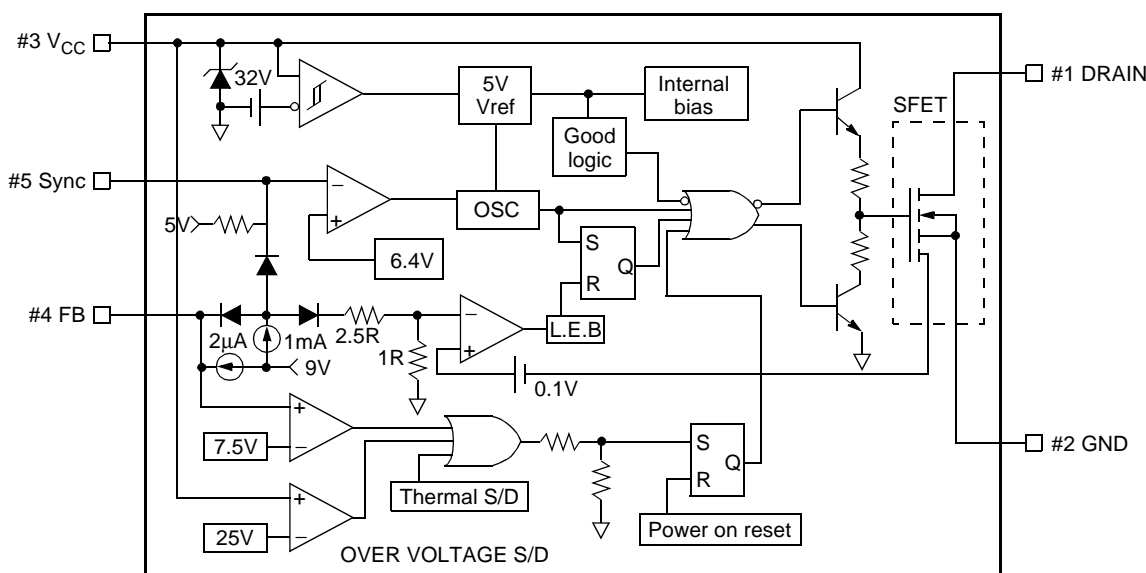 #3 VCC
32V
5V
Vref
Internal
bias
#1 DRAIN
SFET
Good
logic
#5 Sync
−
+
OSC
5V
6.4V
S
R
Q
#4 FB
2μA
1mA
9V
2.5R
1R
−
+
L.E.B
0.1V
+
−
7.5V
Thermal S/D
S
R
Q
#2 GND
+
−
25V
Power on reset
OVER VOLTAGE S/D